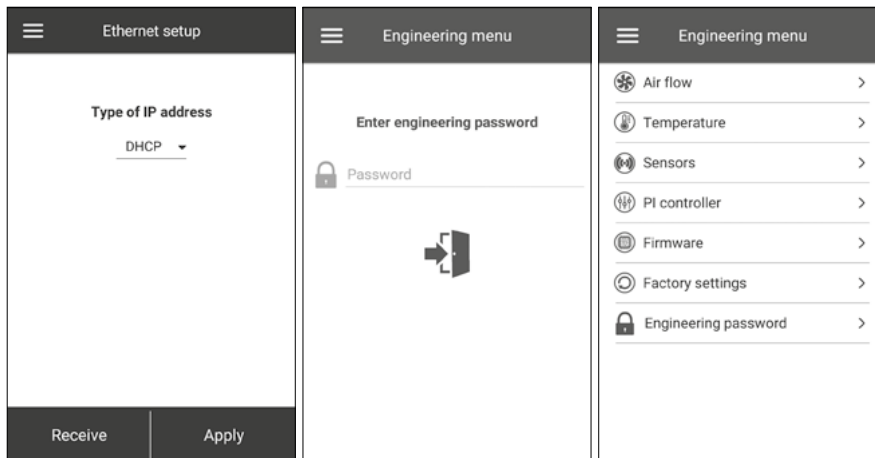 Ethernet setup
Type of IP address
DHCP
Receive
Apply
Engineering menu
Enter engineering password
Password
Engineering menu
Air flow
Temperature
Sensors
PI controller
Firmware
Factory settings
Engineering password